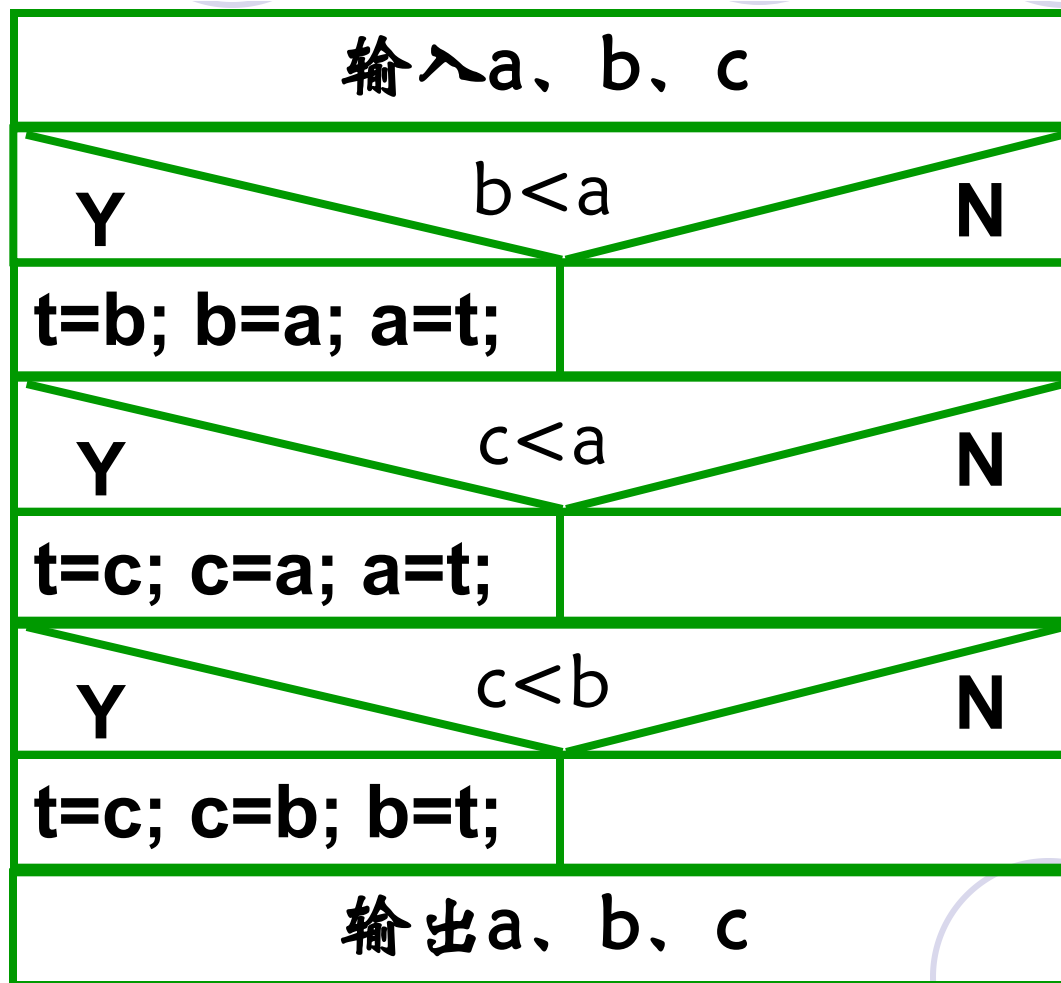 输入a、b、c
b<a
Y N
t=b; b=a; a=t;
c<a
Y N
t=c; c=a; a=t;
c<b
Y N
t=c; c=b; b=t;
输出a、b、c